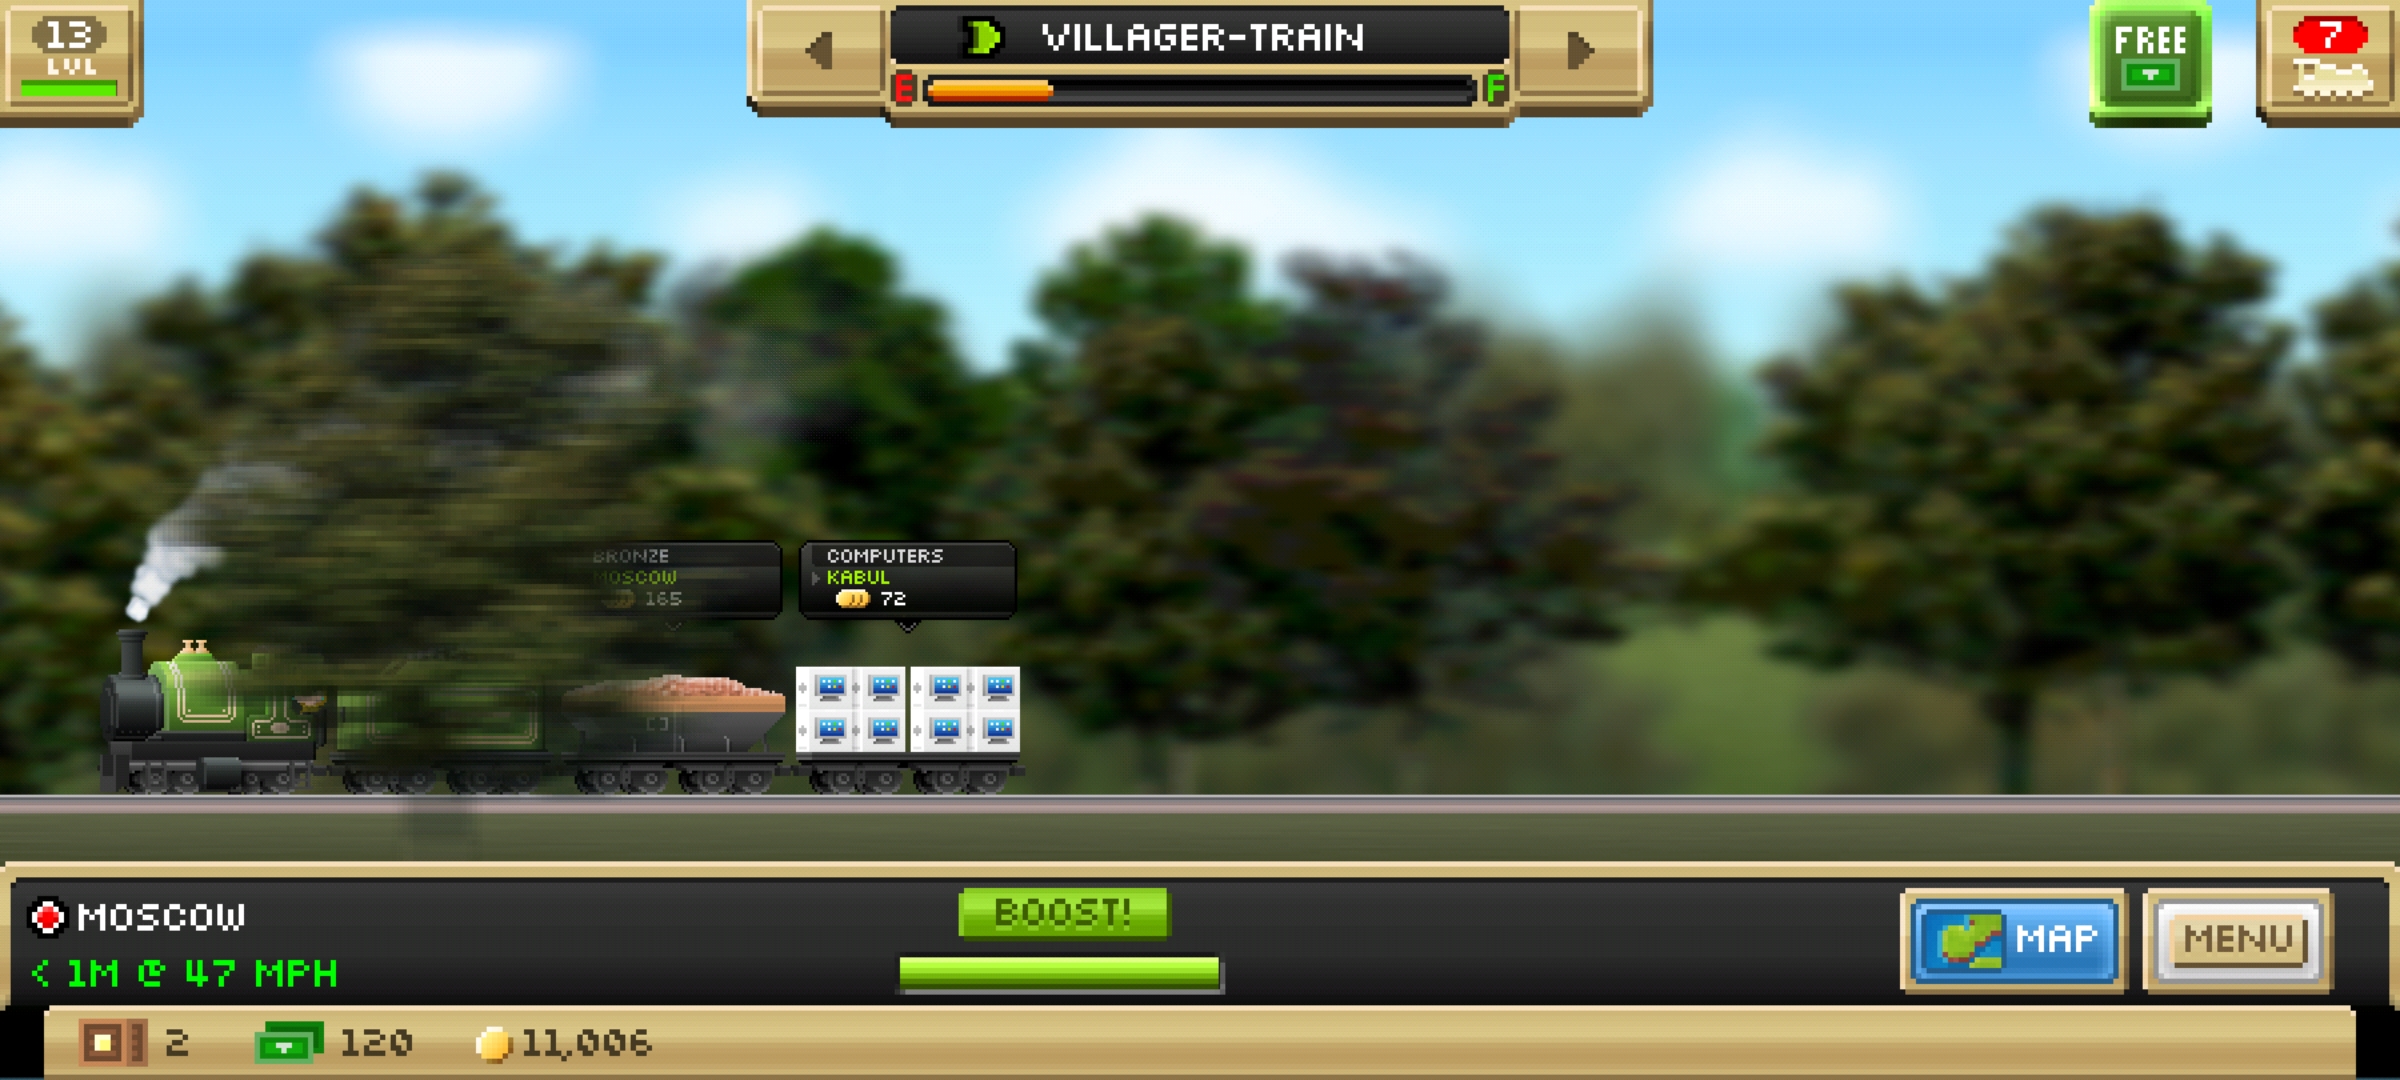 13
LVL
VILLAGER-TRAIN
E F
FREE
7
BRONZE
MOSCOW
165
COMPUTERS
KABUL
72
MOSCOW
< 1M @ 47 MPH
BOOST!
MAP
MENU
2
120
11,006